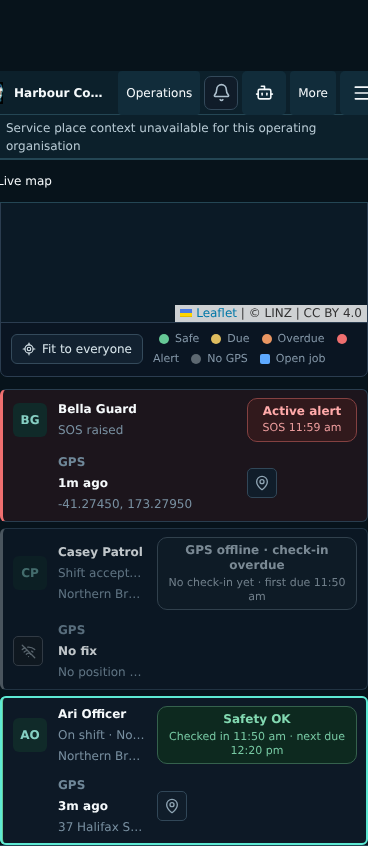 Harbour Co... Operations More
Service place context unavailable for this operating
organisation
Live map
Leaflet | © LINZ | CC BY 4.0
Fit to everyone
Safe Due Overdue
Alert No GPS Open job
BG
Bella Guard
SOS raised
Active alert
SOS 11:59 am
GPS
1m ago
-41.27450, 173.27950
CP
Casey Patrol
Shift accept...
Northern Br...
GPS offline · check-in
overdue
No check-in yet · first due 11:50
am
GPS
No fix
No position ...
AO
Ari Officer
On shift · No...
Northern Br...
Safety OK
Checked in 11:50 am · next due
12:20 pm
GPS
3m ago
37 Halifax S...